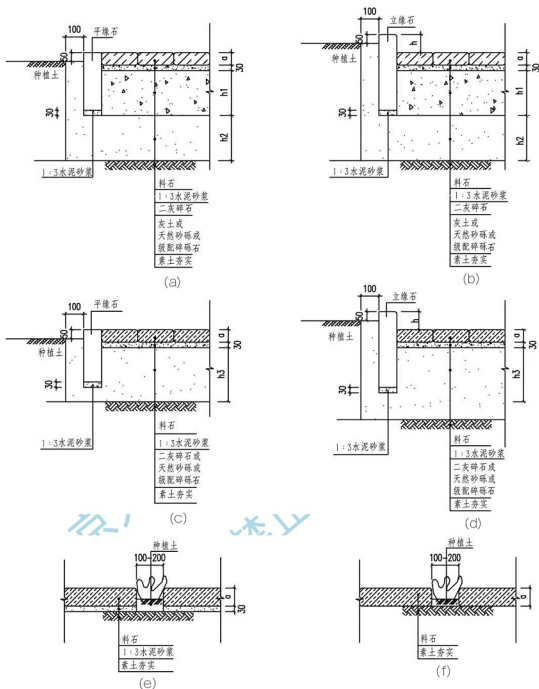 平缘石
100
50
种植土
a
30
h1
30
h2
1:3水泥砂浆
料石
1:3水泥砂浆
二灰碎石
灰土或
天然砂砾或
级配碎砾石
素土夯实
(a)
立缘石
100
50
h
种植土
a
30
h1
30
h2
1:3水泥砂浆
料石
1:3水泥砂浆
二灰碎石
灰土或
天然砂砾或
级配碎砾石
素土夯实
(b)
平缘石
100
50
种植土
a
30
h3
30
1:3水泥砂浆
料石
1:3水泥砂浆
二灰碎石或
天然砂砾或
级配碎砾石
素土夯实
(c)
立缘石
100
50
h
种植土
a
30
h3
30
1:3水泥砂浆
料石
1:3水泥砂浆
二灰碎石或
天然砂砾或
级配碎砾石
素土夯实
(d)
种植土
100-200
a
30
料石
1:3水泥砂浆
素土夯实
(e)
种植土
100-200
a
料石
素土夯实
(f)